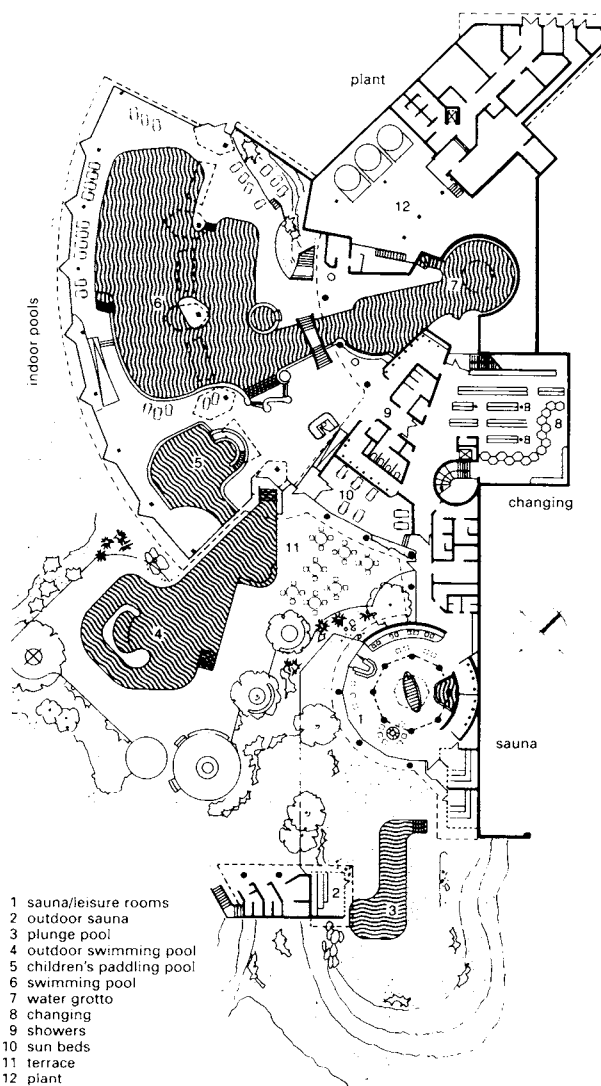 plant
12
7
6
indoor pools
9
8
8
8
5
10
changing
11
4
1
sauna
2
3
1 sauna/leisure rooms
2 outdoor sauna
3 plunge pool
4 outdoor swimming pool
5 children's paddling pool
6 swimming pool
7 water grotto
8 changing
9 showers
10 sun beds
11 terrace
12 plant